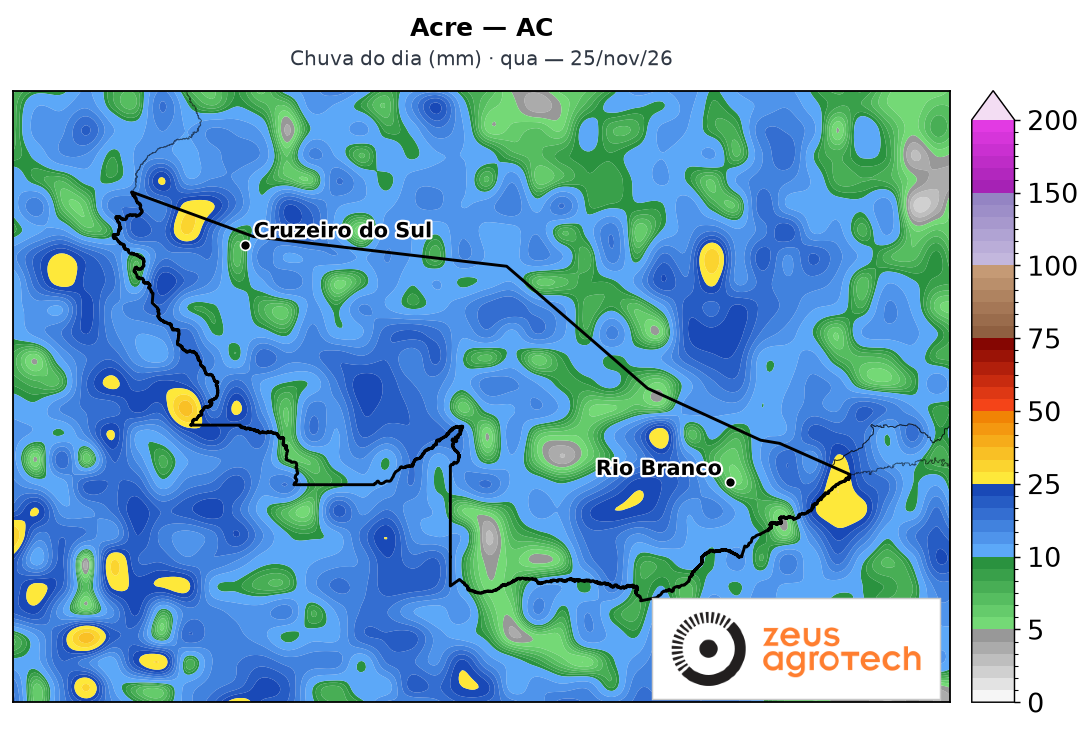 Acre — AC
Chuva do dia (mm) · qua — 25/nov/26
Cruzeiro do Sul
Rio Branco
200
150
100
75
50
25
10
5
0
zeus
agrotech